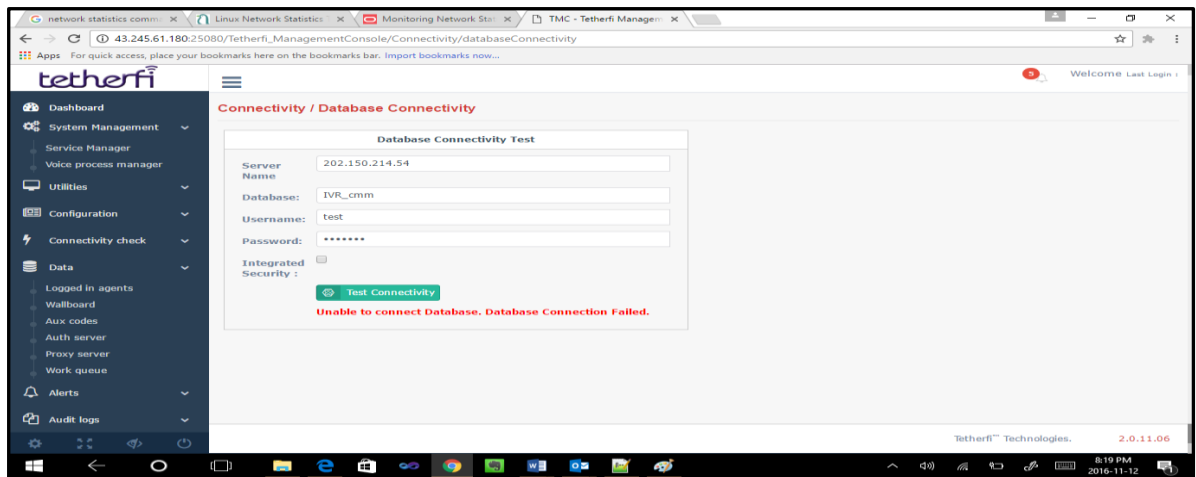 network statistics comma
Linux Network Statistics
Monitoring Network Stat
TMC - Tetherfi Managem
43.245.61.180:25080/Tetherfi_ManagementConsole/Connectivity/databaseConnectivity
Apps For quick access, place your bookmarks here on the bookmarks bar. Import bookmarks now...
tetherfi
5
Welcome Last Login :
Dashboard
System Management
Service Manager
Voice process manager
Utilities
Configuration
Connectivity check
Data
Logged in agents
Wallboard
Aux codes
Auth server
Proxy server
Work queue
Alerts
Audit logs
Connectivity / Database Connectivity
Database Connectivity Test
Server Name
202.150.214.54
Database:
IVR_cmm
Username:
test
Password:
•••••••
Integrated Security :
Test Connectivity
Unable to connect Database. Database Connection Failed.
Tetherfi™ Technologies.
2.0.11.06
8:19 PM
2016-11-12